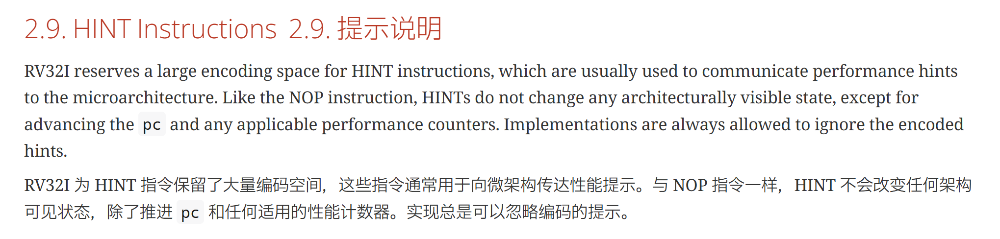 2.9. HINT Instructions 2.9. 提示说明
RV32I reserves a large encoding space for HINT instructions, which are usually used to communicate performance hints
to the microarchitecture. Like the NOP instruction, HINTs do not change any architecturally visible state, except for
advancing the pc and any applicable performance counters. Implementations are always allowed to ignore the encoded
hints.
RV32I 为 HINT 指令保留了大量编码空间，这些指令通常用于向微架构传达性能提示。与 NOP 指令一样，HINT 不会改变任何架构
可见状态，除了推进 pc 和任何适用的性能计数器。实现总是可以忽略编码的提示。